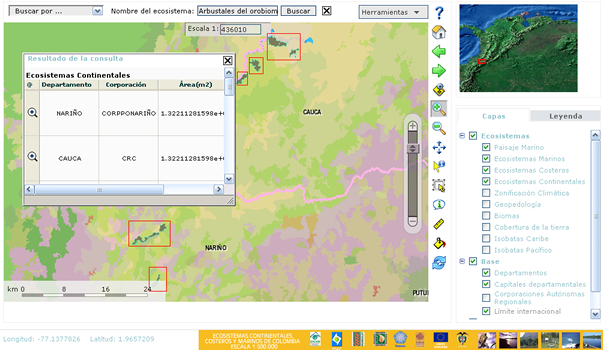 Buscar por ...
Nombre del ecosistema:
Arbustales del orobiom
Buscar
Herramientas
Escala 1:
436010
Resultado de la consulta
Ecosistemas Continentales
@ Departamento Corporación Área(m2)
NARIÑO CORPPONARIÑO 1.32211281598e+
CAUCA CRC 1.32211281598e+
CAUCA
NARIÑO
PUTU
km
0 8 16 24
Capas
Leyenda
Ecosistemas
Paisaje Marino
Ecosistemas Marinos
Ecosistemas Costeros
Ecosistemas Continentales
Zonificación Climática
Geopedología
Biomas
Cobertura de la tierra
Isobatas Caribe
Isobatas Pacífico
Base
Departamentos
Capitales departamentales
Corporaciones Autónomas
Regionales
Límite internacional
Longitud: -77.1377826 Latitud: 1.9657209
ECOSISTEMAS CONTINENTALES,
COSTEROS Y MARINOS DE COLOMBIA
ESCALA 1:500.000